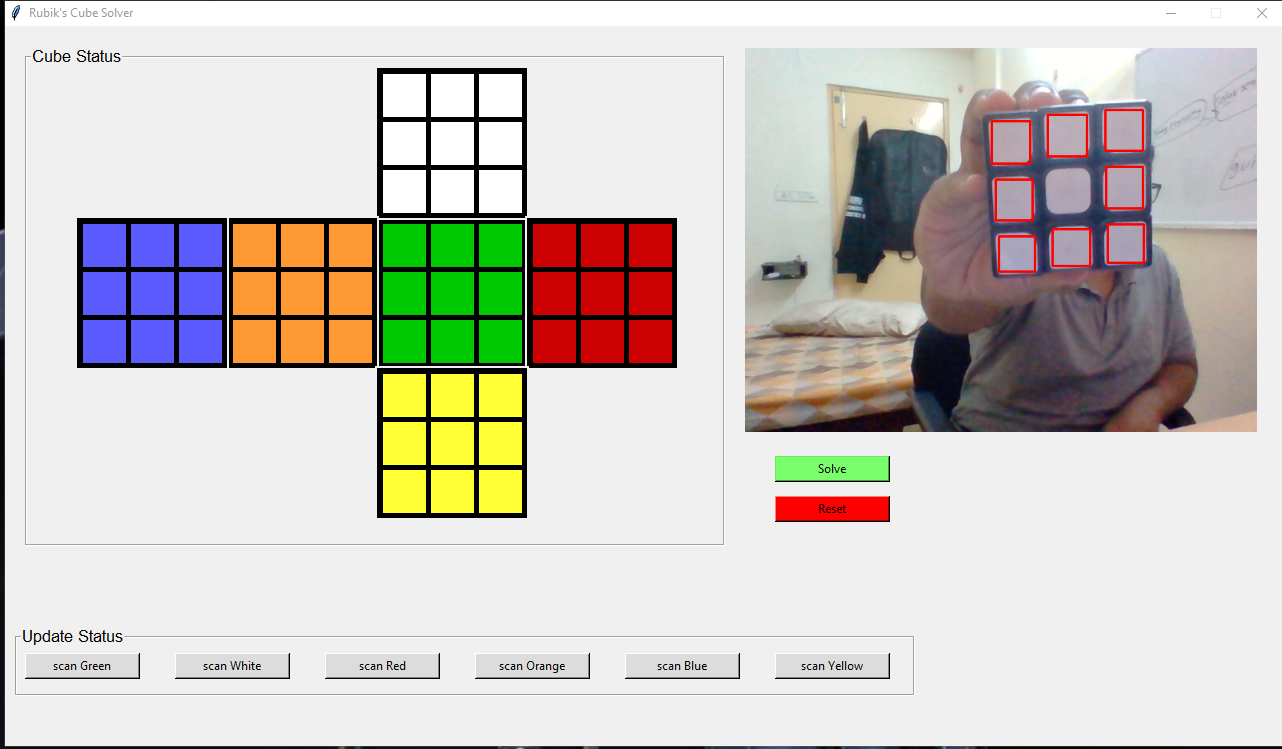 Rubik's Cube Solver
Cube Status
Solve
Reset
Update Status
scan Green
scan White
scan Red
scan Orange
scan Blue
scan Yellow